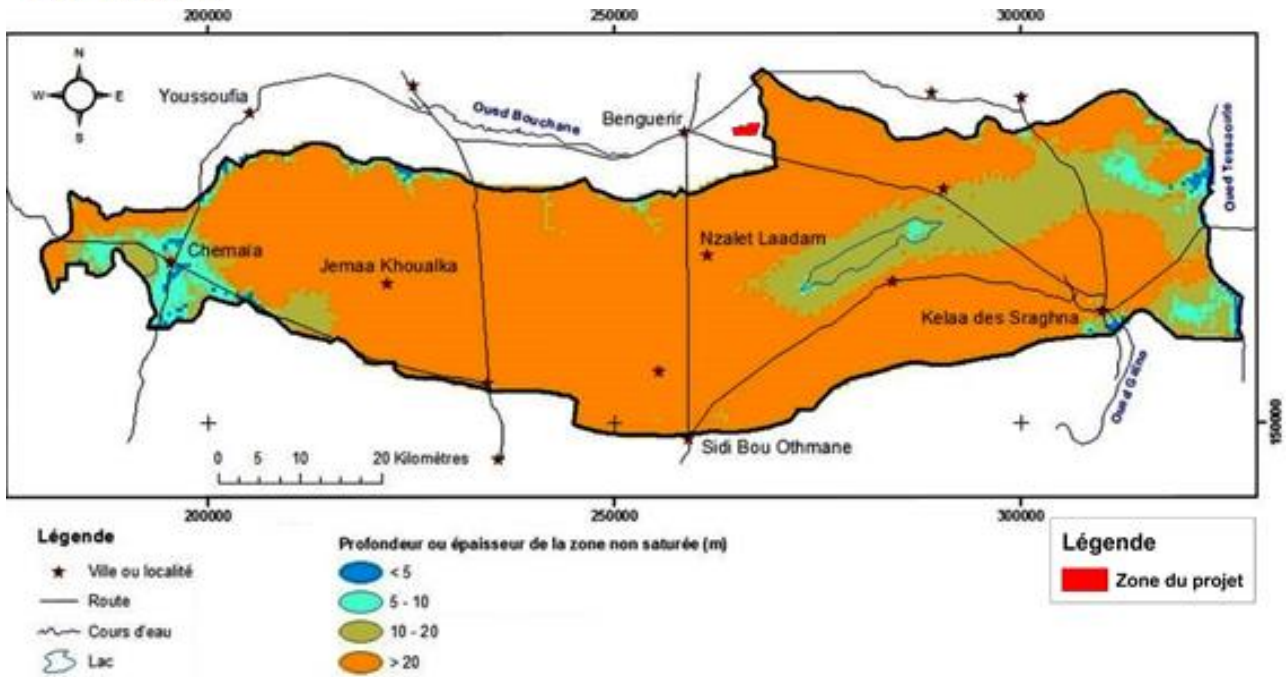 200000 250000 300000
N
W E
S
Youssoufia
Oued Bouchane
Benguerir
Oued Tessaoute
Chemaïa
Jemaa Khoualka
Nzalet Laadam
Kelaa des Sraghna
Oued Gaïno
150000
Sidi Bou Othmane
0 5 10 20 Kilomètres
200000 250000 300000
Légende
Ville ou localité
Route
Cours d'eau
Lac
Profondeur ou épaisseur de la zone non saturée (m)
< 5
5 - 10
10 - 20
> 20
Légende
Zone du projet